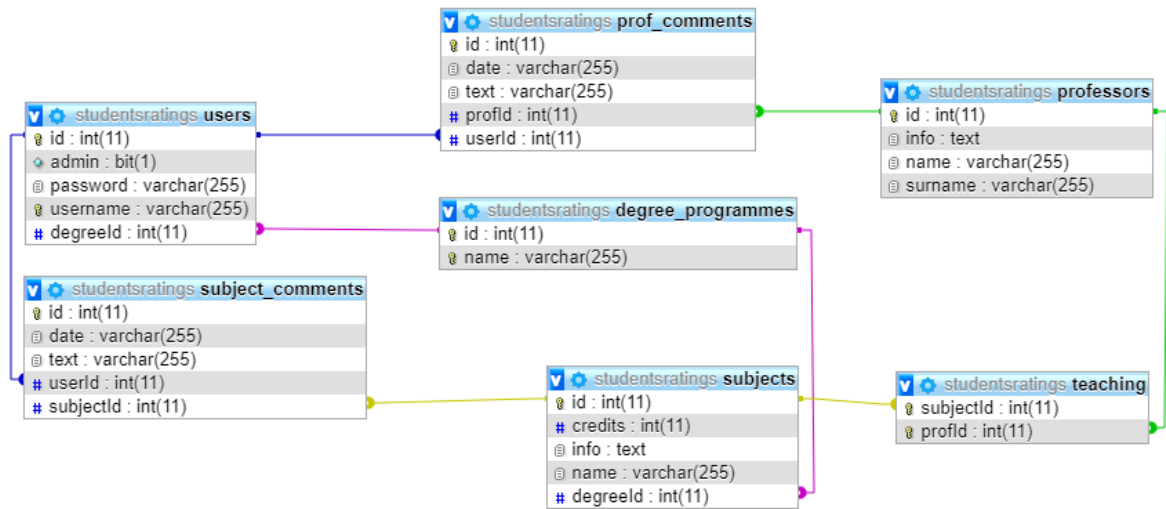 studentsratings prof_comments
id : int(11)
date : varchar(255)
text : varchar(255)
profId : int(11)
userId : int(11)
studentsratings professors
id : int(11)
info : text
name : varchar(255)
surname : varchar(255)
studentsratings users
id : int(11)
admin : bit(1)
password : varchar(255)
username : varchar(255)
degreeId : int(11)
studentsratings degree_programmes
id : int(11)
name : varchar(255)
studentsratings subject_comments
id : int(11)
date : varchar(255)
text : varchar(255)
userId : int(11)
subjectId : int(11)
studentsratings subjects
id : int(11)
credits : int(11)
info : text
name : varchar(255)
degreeId : int(11)
studentsratings teaching
subjectId : int(11)
profId : int(11)